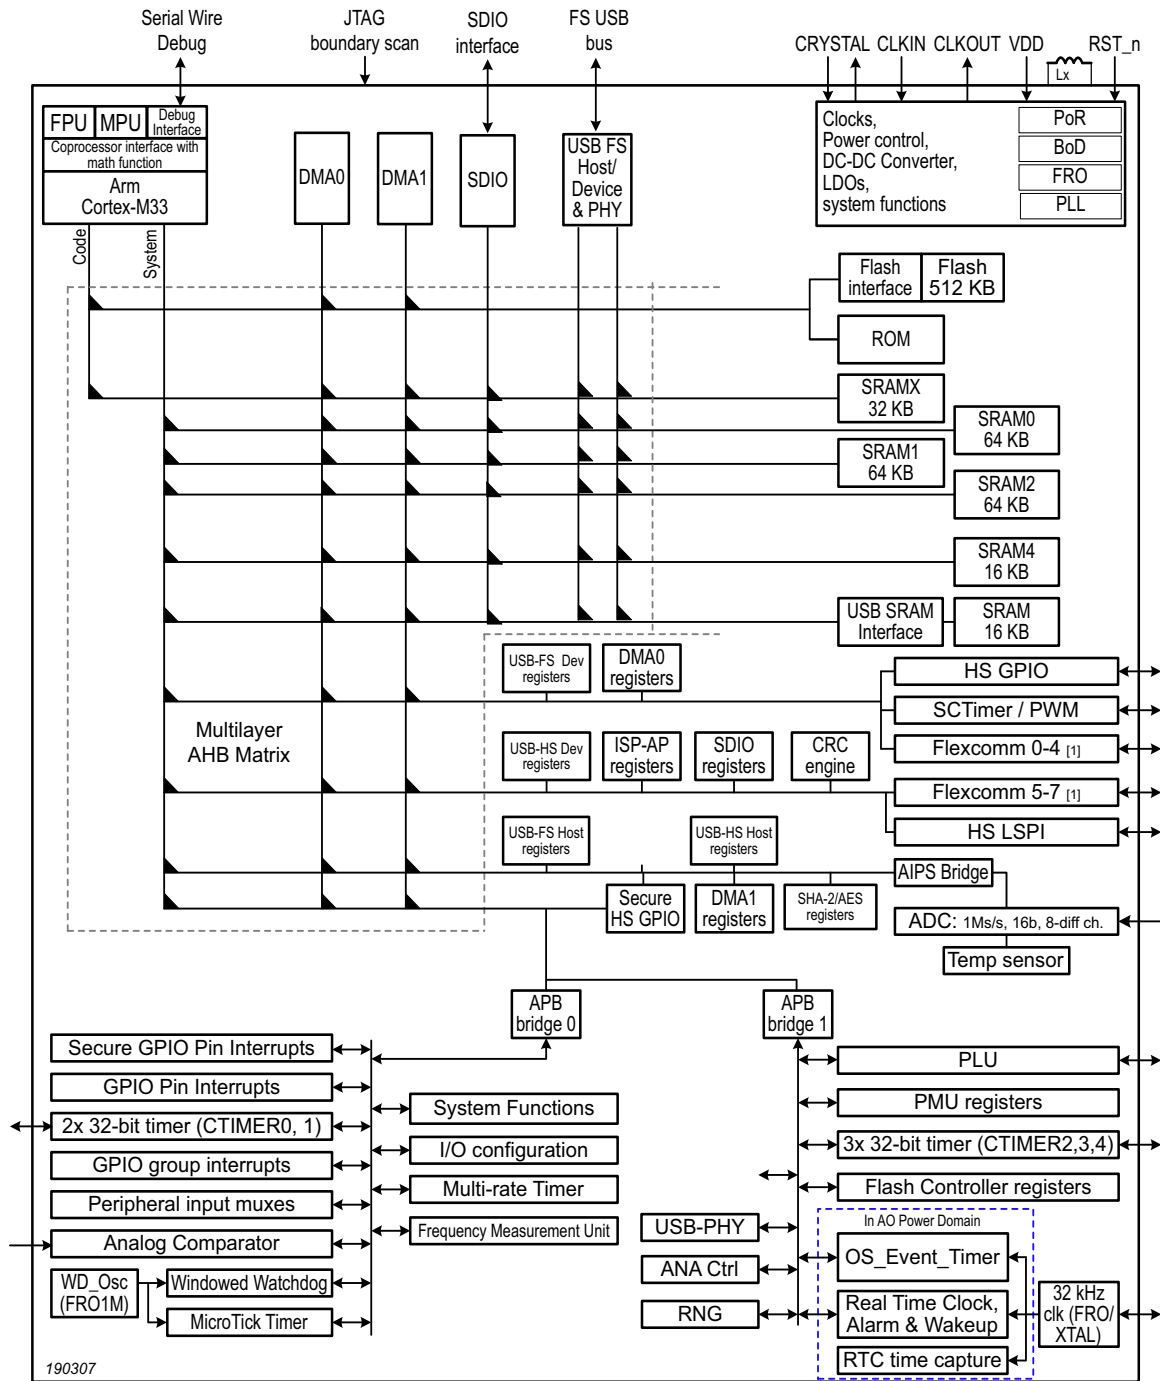 Serial Wire
Debug
JTAG
boundary scan
SDIO
interface
FS USB
bus
CRYSTAL CLKIN CLKOUT VDD
Lx
RST_n
FPU
MPU
Debug
Interface
Coprocessor interface with
math function
Arm
Cortex-M33
DMA0
DMA1
SDIO
USB FS
Host/
Device
& PHY
Clocks,
Power control,
DC-DC Converter,
LDOs,
system functions
PoR
BoD
FRO
PLL
Code
System
Flash
interface
Flash
512 KB
ROM
SRAMX
32 KB
SRAM0
64 KB
SRAM1
64 KB
SRAM2
64 KB
SRAM4
16 KB
USB SRAM
Interface
SRAM
16 KB
USB-FS Dev
registers
DMA0
registers
HS GPIO
SCTimer / PWM
Flexcomm 0-4 [1]
Multilayer
AHB Matrix
USB-HS Dev
registers
ISP-AP
registers
SDIO
registers
CRC
engine
Flexcomm 5-7 [1]
HS LSPI
USB-FS Host
registers
USB-HS Host
registers
AIPS Bridge
Secure
HS GPIO
DMA1
registers
SHA-2/AES
registers
ADC: 1Ms/s, 16b, 8-diff ch.
Temp sensor
APB
bridge 0
APB
bridge 1
Secure GPIO Pin Interrupts
GPIO Pin Interrupts
2x 32-bit timer (CTIMER0, 1)
GPIO group interrupts
Peripheral input muxes
Analog Comparator
WD_Osc
(FRO1M)
Windowed Watchdog
MicroTick Timer
System Functions
I/O configuration
Multi-rate Timer
Frequency Measurement Unit
PLU
PMU registers
3x 32-bit timer (CTIMER2,3,4)
Flash Controller registers
USB-PHY
ANA Ctrl
RNG
In AO Power Domain
OS_Event_Timer
Real Time Clock,
Alarm & Wakeup
RTC time capture
32 kHz
clk (FRO/
XTAL)
190307